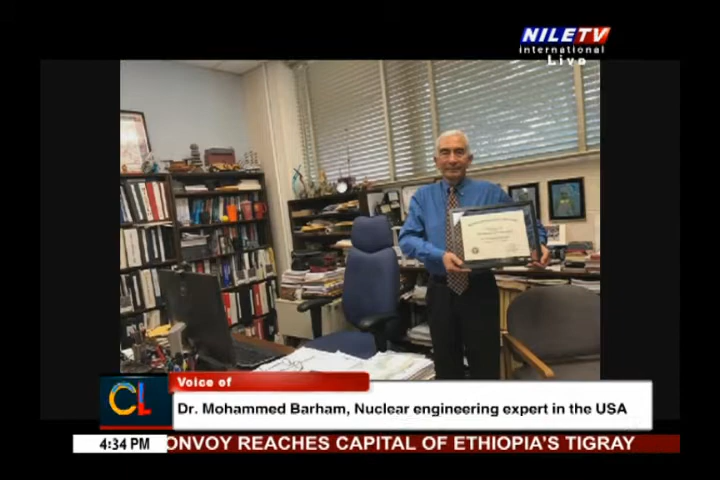 NILETV
international
Live
CL
Voice of
Dr. Mohammed Barham, Nuclear engineering expert in the USA
4:34 PM
ONVOY REACHES CAPITAL OF ETHIOPIA'S TIGRAY